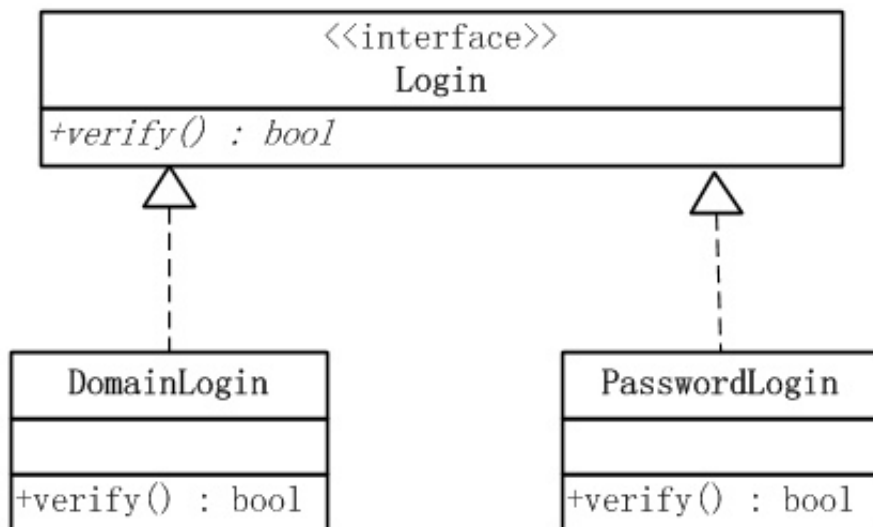 <<interface>>
Login
+verify() : bool
DomainLogin
+verify() : bool
PasswordLogin
+verify() : bool